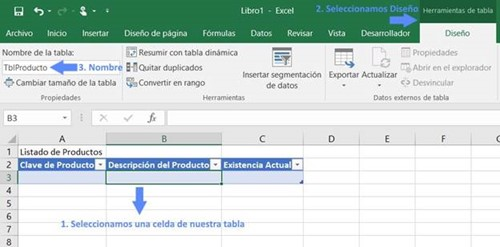 Libro1 - Excel
2. Seleccionamos Diseño
Herramientas de tabla
Insertar
Diseño de página
Fórmulas
Datos
Revisar
Vista
Desarrollador
Diseño
Nombre de la tabla:
TblProducto
3. Nombre
Cambiar tamaño de la tabla
Propiedades
Resumir con tabla dinámica
Quitar duplicados
Convertir en rango
Herramientas
Insertar segmentación
de datos
Exportar
Actualizar
Propiedades
Abrir en el explorador
Desvincular
Datos externos de tabla
B3
fx
A B C D E F G
1 Listado de Productos
2 Clave de Producto Descripción del Producto Existencia Actual
3
4
5
1. Seleccionamos una celda de nuestra tabla
6
7
8